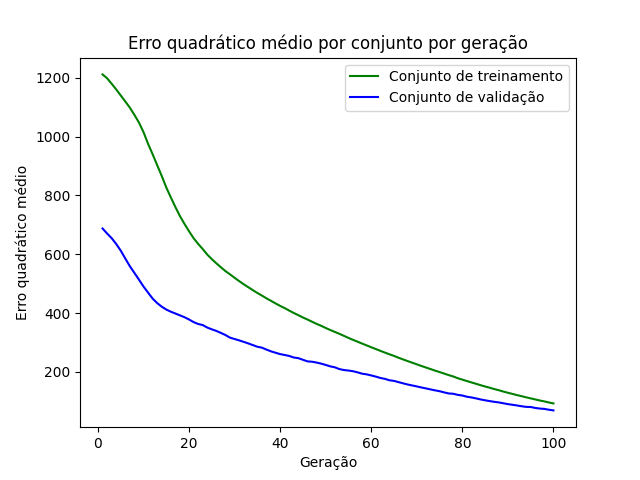 Erro quadrático médio por conjunto por geração
Conjunto de treinamento
Conjunto de validação
Erro quadrático médio
1200
1000
800
600
400
200
0 20 40 60 80 100
Geração